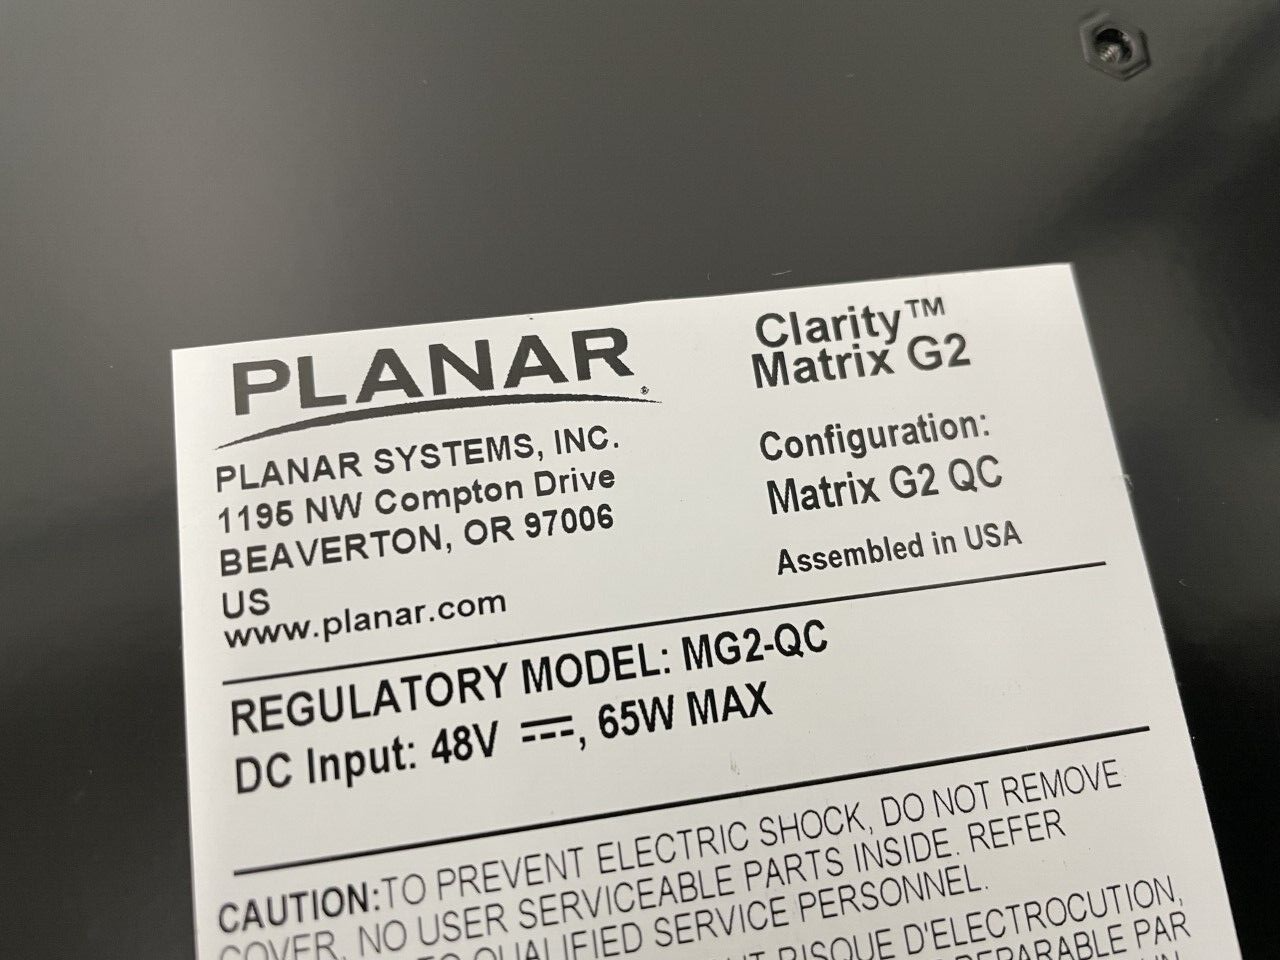 PLANAR
PLANAR SYSTEMS, INC.
1195 NW Compton Drive
BEAVERTON, OR 97006
US
www.planar.com
Clarity™
Matrix G2
Configuration:
Matrix G2 QC
Assembled in USA
REGULATORY MODEL: MG2-QC
DC Input: 48V ⎓, 65W MAX
CAUTION:TO PREVENT ELECTRIC SHOCK, DO NOT REMOVE
COVER, NO USER SERVICEABLE PARTS INSIDE. REFER
TO QUALIFIED SERVICE PERSONNEL.
RISQUE D'ELECTROCUTION,
PAR